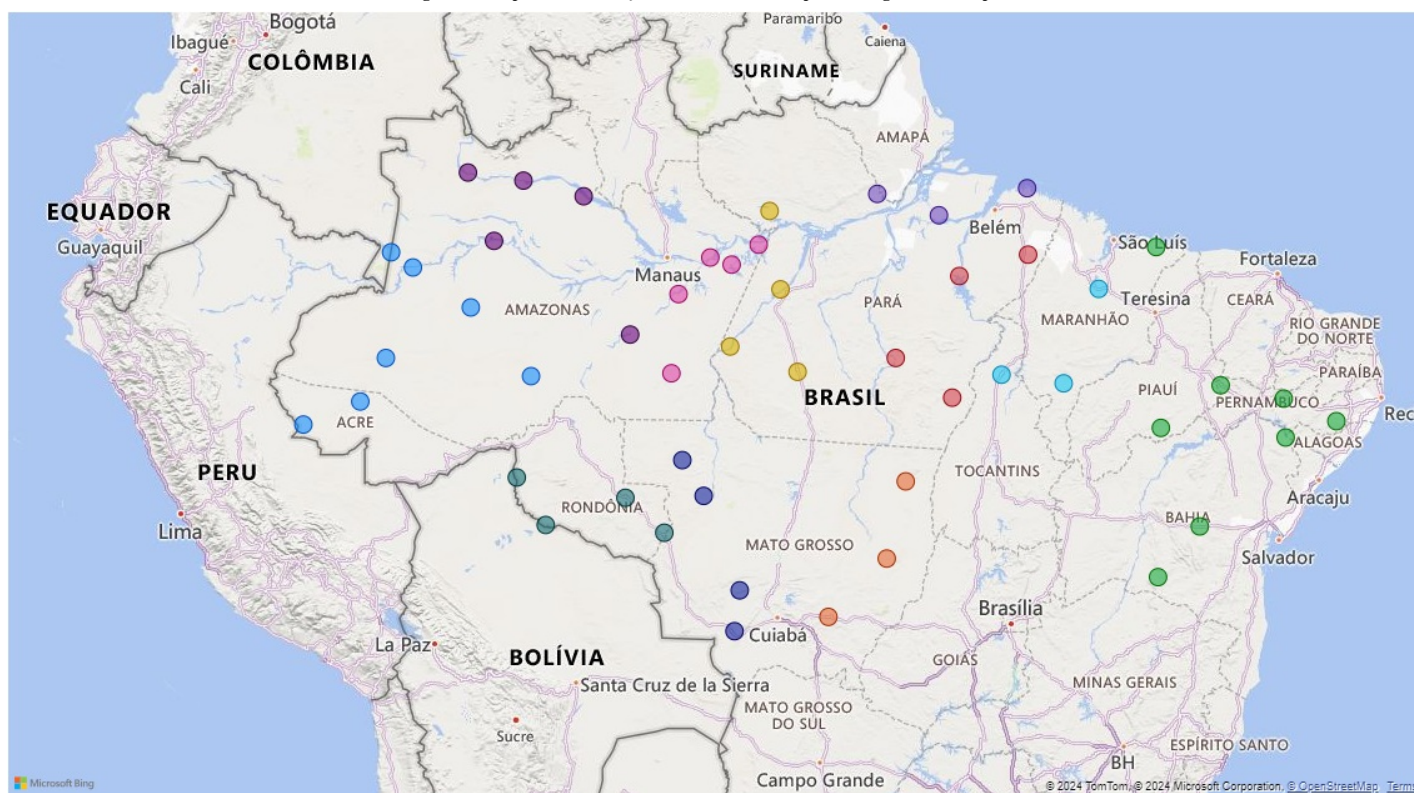 Paramaribo
Bogotá
Ibagué
Caiena
COLÔMBIA
SURINAME
Cali
AMAPÁ
EQUADOR
Guayaquil
Belém
São Luís
Manaus
Fortaleza
PARÁ
Teresina
CEARÁ
AMAZONAS
MARANHÃO
RIO GRANDE
DO NORTE
PARAÍBA
BRASIL
PIAUÍ
PERNAMBUCO
Rec
ACRE
ALAGOAS
PERU
TOCANTINS
Aracaju
RONDÔNIA
BAHIA
Lima
MATO GROSSO
Salvador
Brasília
Cuiabá
La Paz
BOLÍVIA
GOIÁS
Santa Cruz de la Sierra
MINAS GERAIS
MATO GROSSO
DO SUL
Sucre
ESPÍRITO SANTO
BH
Campo Grande
Microsoft Bing
© 2024 TomTom, © 2024 Microsoft Corporation, © OpenStreetMap Terms